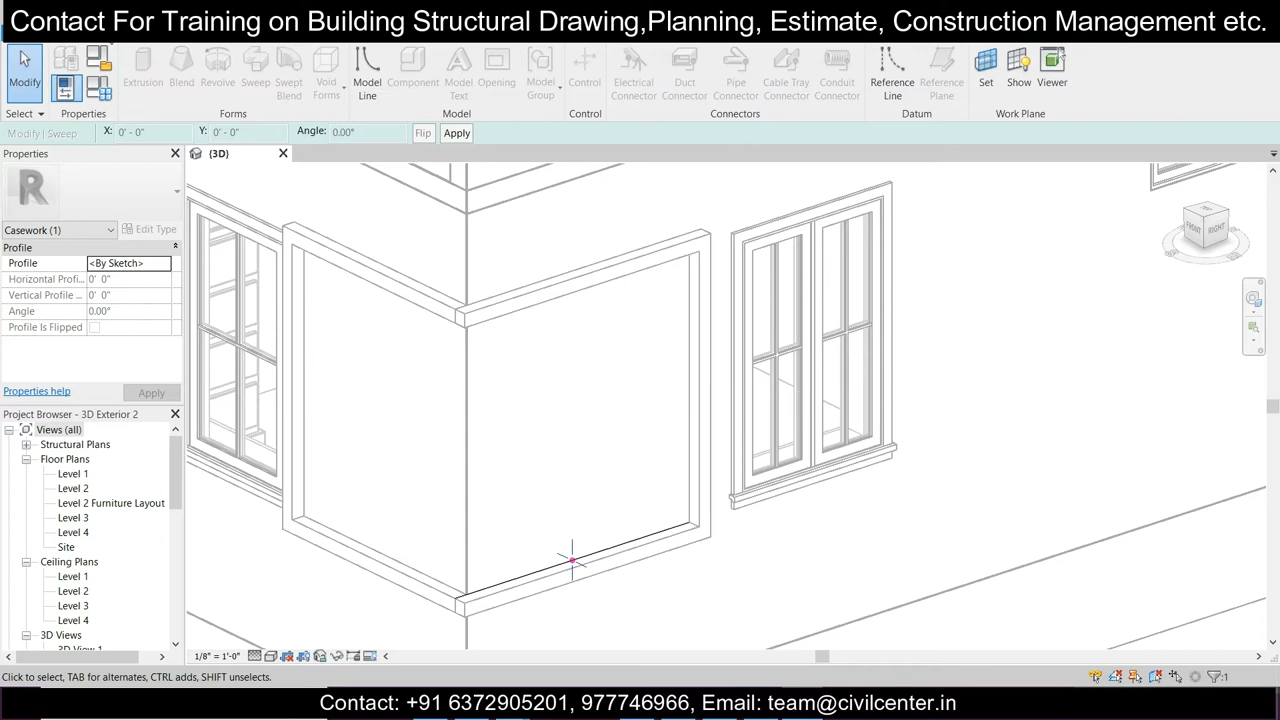 Contact For Training on Building Structural Drawing,Planning, Estimate, Construction Management etc.
Modify
Extrusion
Blend
Revolve
Sweep
Swept Blend
Void Forms
Model Line
Component
Model Text
Opening
Model Group
Control
Electrical Connector
Duct Connector
Pipe Connector
Cable Tray Connector
Conduit Connector
Reference Line
Reference Plane
Set
Show
Viewer
Select
Properties
Forms
Model
Control
Connectors
Datum
Work Plane
Modify | Sweep
X: 0' - 0"
Y: 0' - 0"
Angle: 0.00°
Flip
Apply
Properties
{3D}
R
Casework (1)
Edit Type
Profile
Profile <By Sketch>
Horizontal Profi... 0' 0"
Vertical Profile ... 0' 0"
Angle 0.00°
Profile Is Flipped
Properties help
Apply
Project Browser - 3D Exterior 2
Views (all)
Structural Plans
Floor Plans
Level 1
Level 2
Level 2 Furniture Layout
Level 3
Level 4
Site
Ceiling Plans
Level 1
Level 2
Level 3
Level 4
3D Views
FRONT
RIGHT
1/8" = 1'-0"
Click to select, TAB for alternates, CTRL adds, SHIFT unselects.
:1
Contact: +91 6372905201, 977746966, Email: team@civilcenter.in